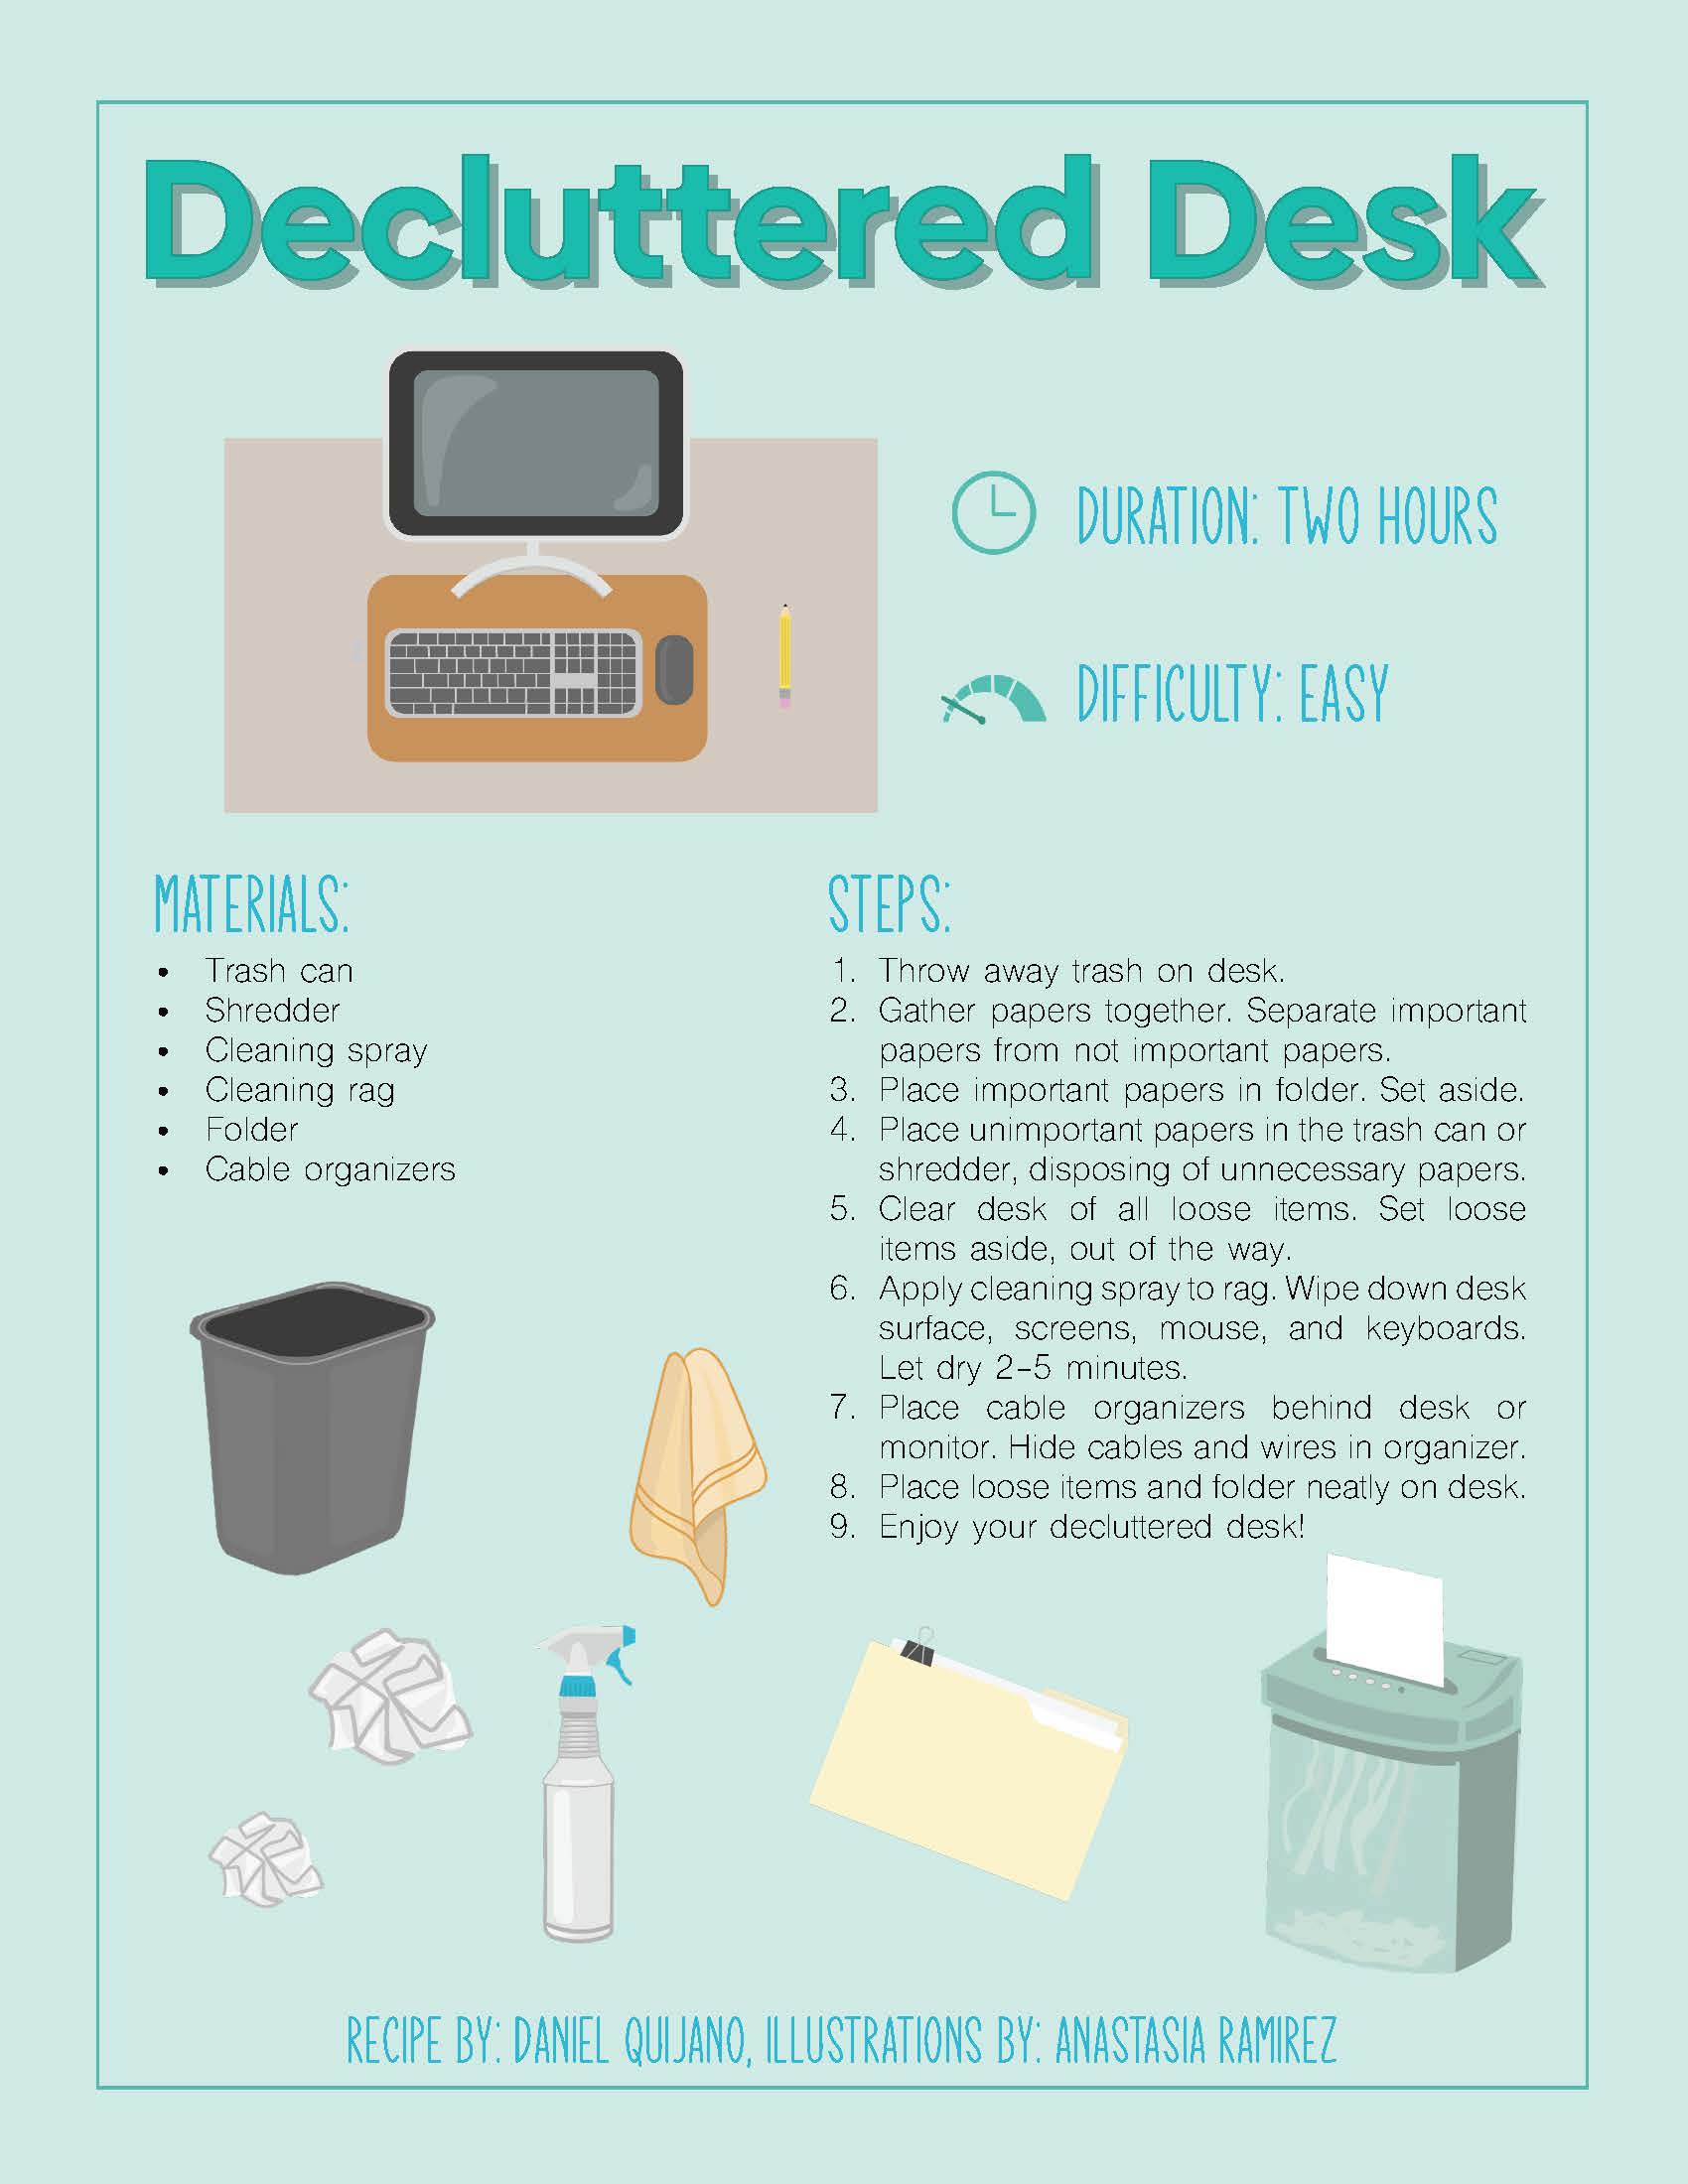 Decluttered Desk
DURATION: TWO HOURS
DIFFICULTY: EASY
MATERIALS:
• Trash can
• Shredder
• Cleaning spray
• Cleaning rag
• Folder
• Cable organizers
STEPS:
1. Throw away trash on desk.
2. Gather papers together. Separate important
papers from not important papers.
3. Place important papers in folder. Set aside.
4. Place unimportant papers in the trash can or
shredder, disposing of unnecessary papers.
5. Clear desk of all loose items. Set loose
items aside, out of the way.
6. Apply cleaning spray to rag. Wipe down desk
surface, screens, mouse, and keyboards.
Let dry 2–5 minutes.
7. Place cable organizers behind desk or
monitor. Hide cables and wires in organizer.
8. Place loose items and folder neatly on desk.
9. Enjoy your decluttered desk!
RECIPE BY: DANIEL QUIJANO, ILLUSTRATIONS BY: ANASTASIA RAMIREZ